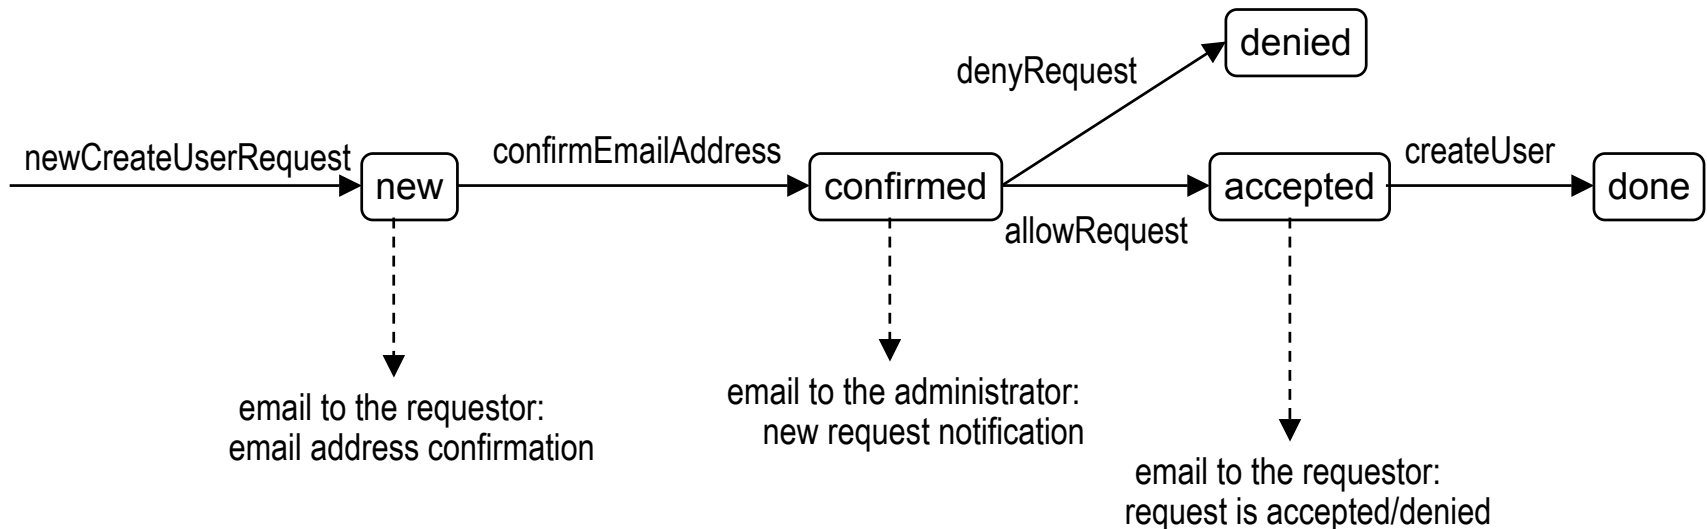 denied
denyRequest
newCreateUserRequest
confirmEmailAddress
createUser
new
confirmed
accepted
done
allowRequest
email to the requestor:
email address confirmation
email to the administrator:
new request notification
email to the requestor:
request is accepted/denied